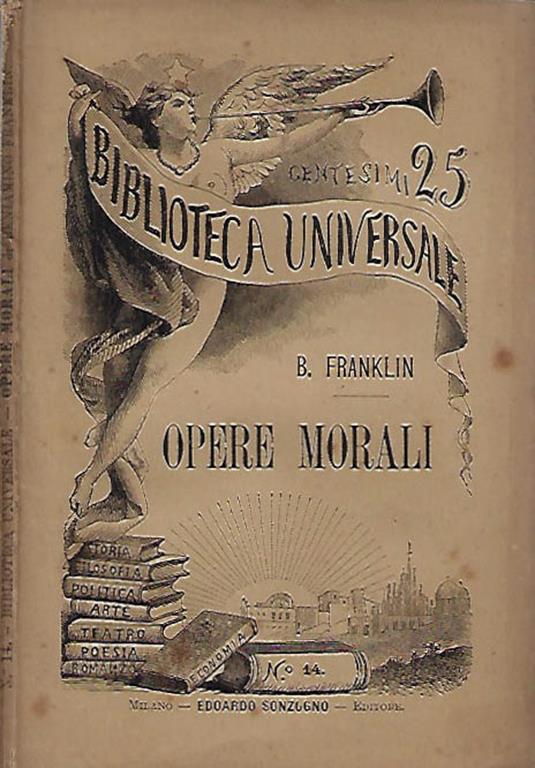 CENTESIMI 25
BIBLIOTECA UNIVERSALE
B. FRANKLIN
OPERE MORALI
STORIA
FILOSOFIA
POLITICA
ARTE
TEATRO
POESIA
ROMANZO
ECONOMIA
N.o 14.
MILANO — EDOARDO SONZOGNO — EDITORE.
N. 14. - BIBLIOTECA UNIVERSALE — OPERE MORALI